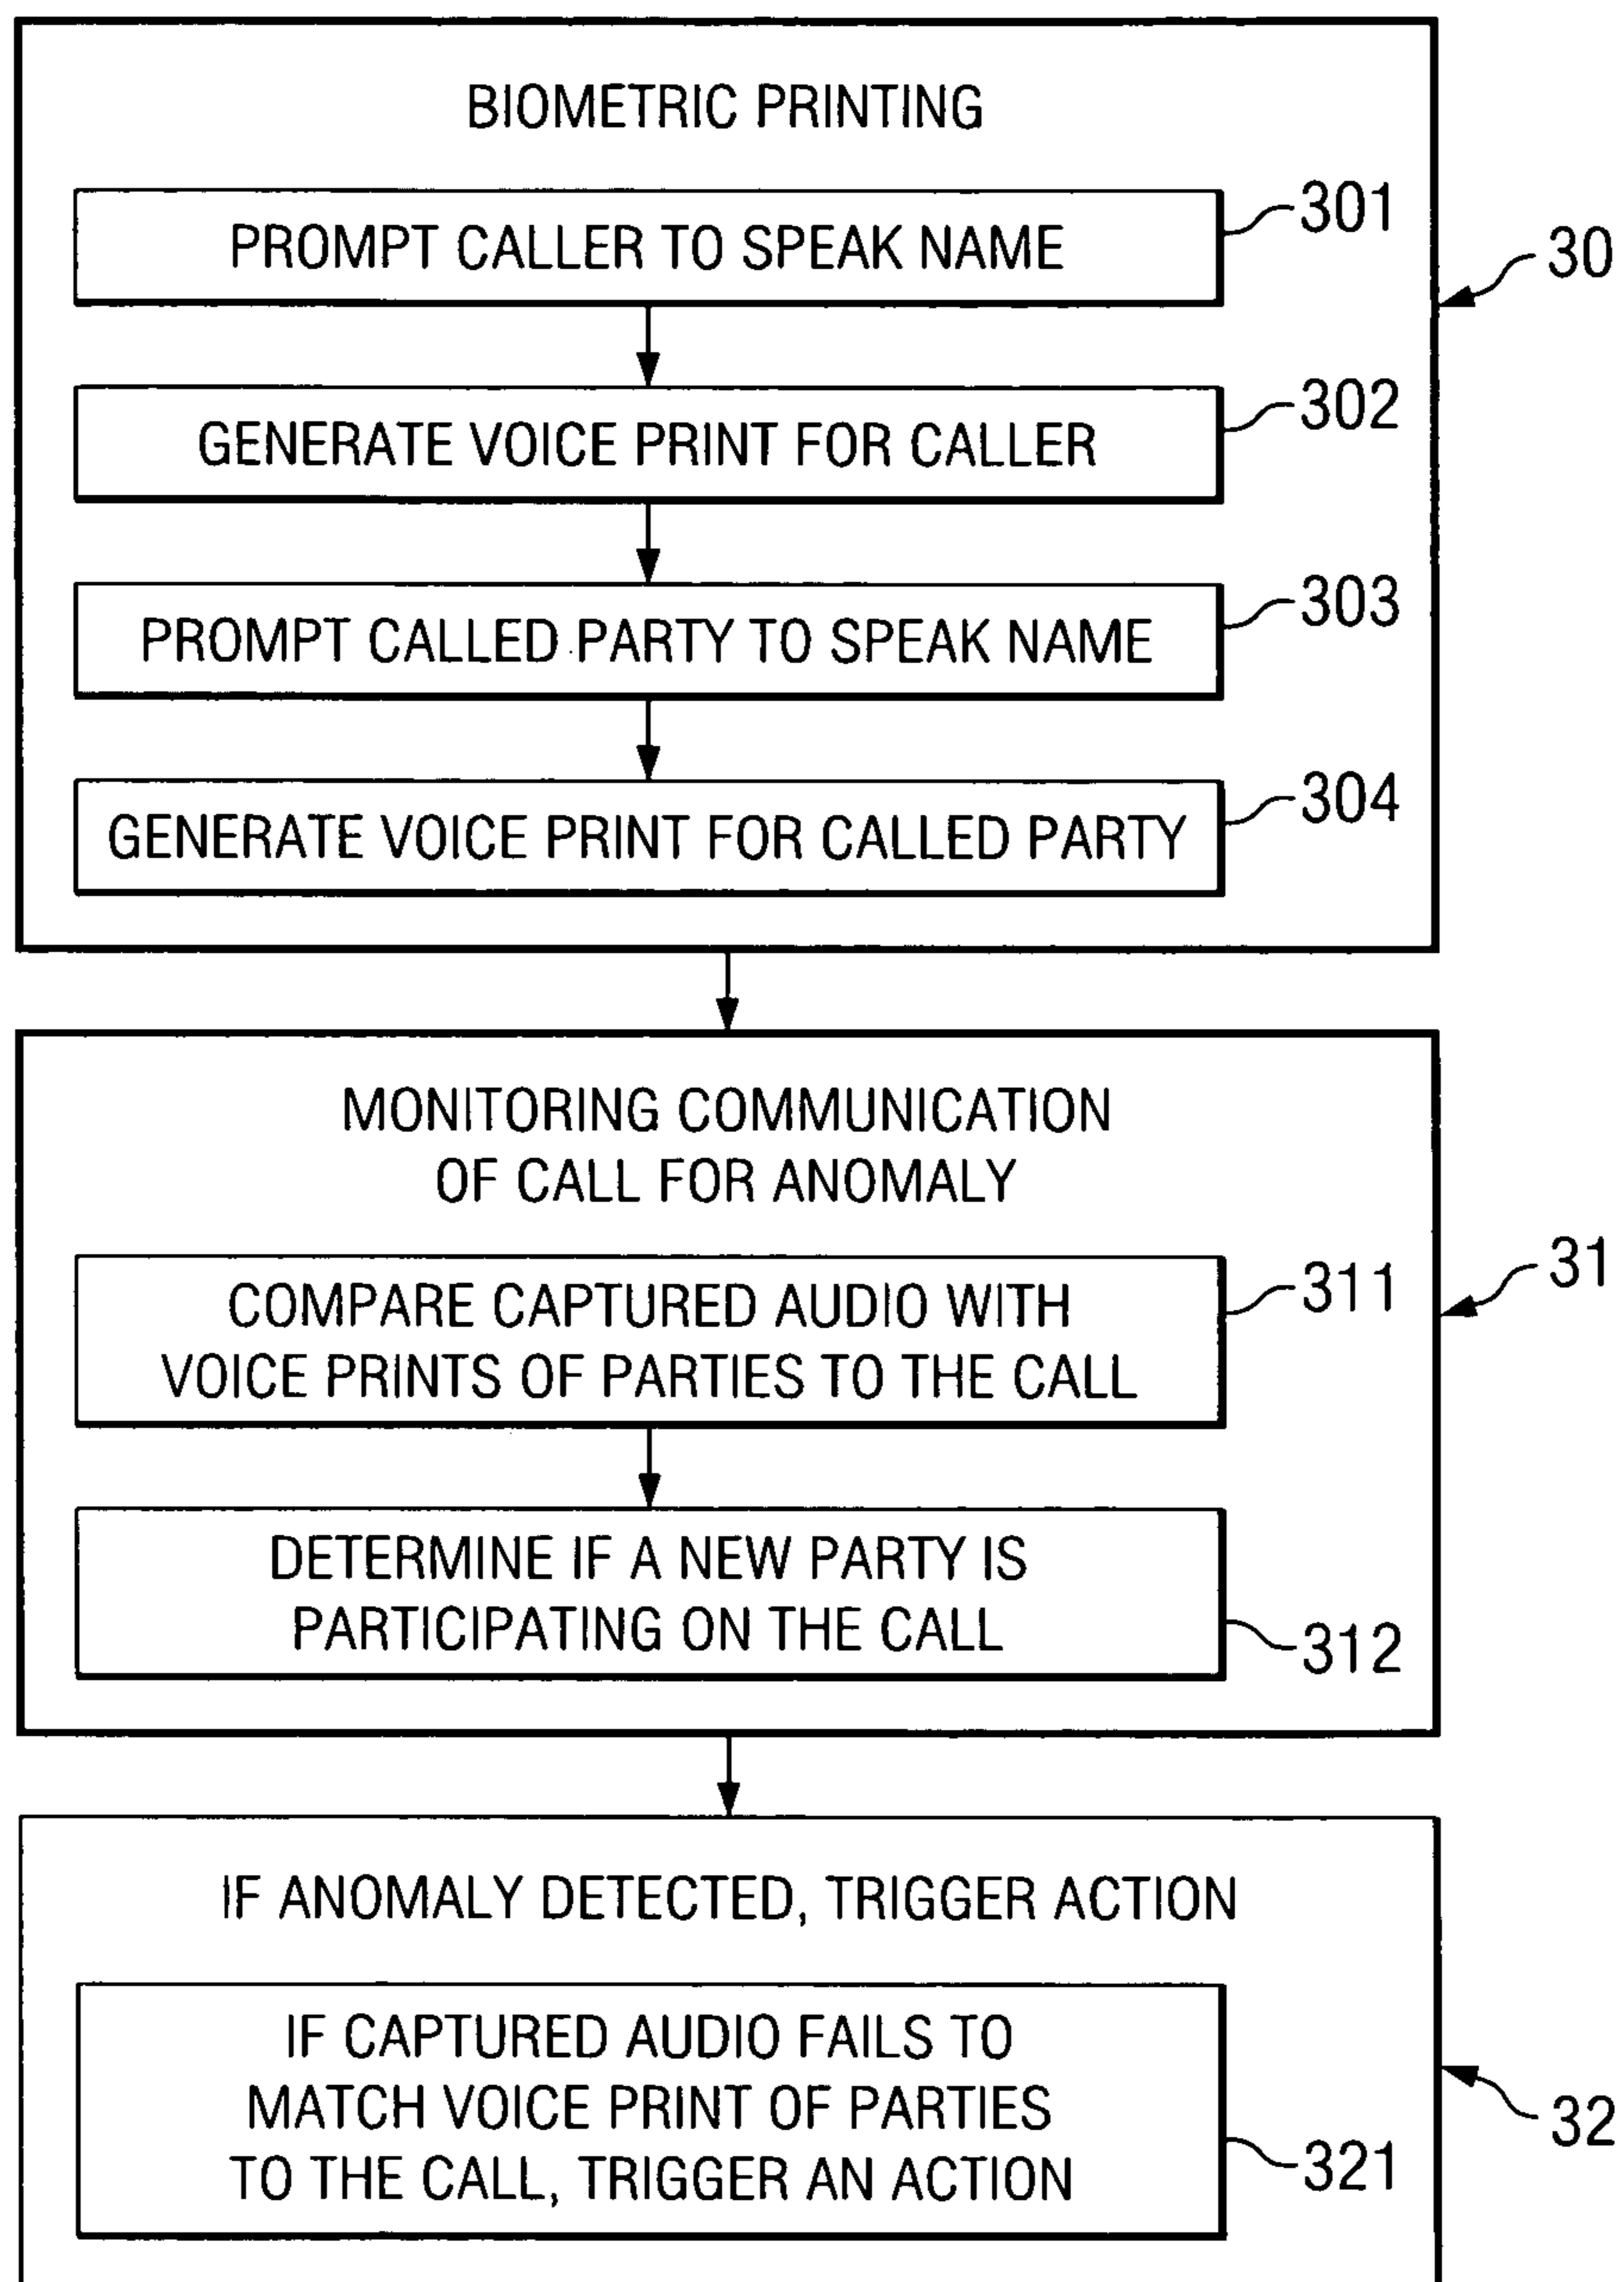 BIOMETRIC PRINTING
PROMPT CALLER TO SPEAK NAME
301
30
GENERATE VOICE PRINT FOR CALLER
302
PROMPT CALLED PARTY TO SPEAK NAME
303
GENERATE VOICE PRINT FOR CALLED PARTY
304
MONITORING COMMUNICATION
OF CALL FOR ANOMALY
31
COMPARE CAPTURED AUDIO WITH
VOICE PRINTS OF PARTIES TO THE CALL
311
DETERMINE IF A NEW PARTY IS
PARTICIPATING ON THE CALL
312
IF ANOMALY DETECTED, TRIGGER ACTION
32
IF CAPTURED AUDIO FAILS TO
MATCH VOICE PRINT OF PARTIES
TO THE CALL, TRIGGER AN ACTION
321